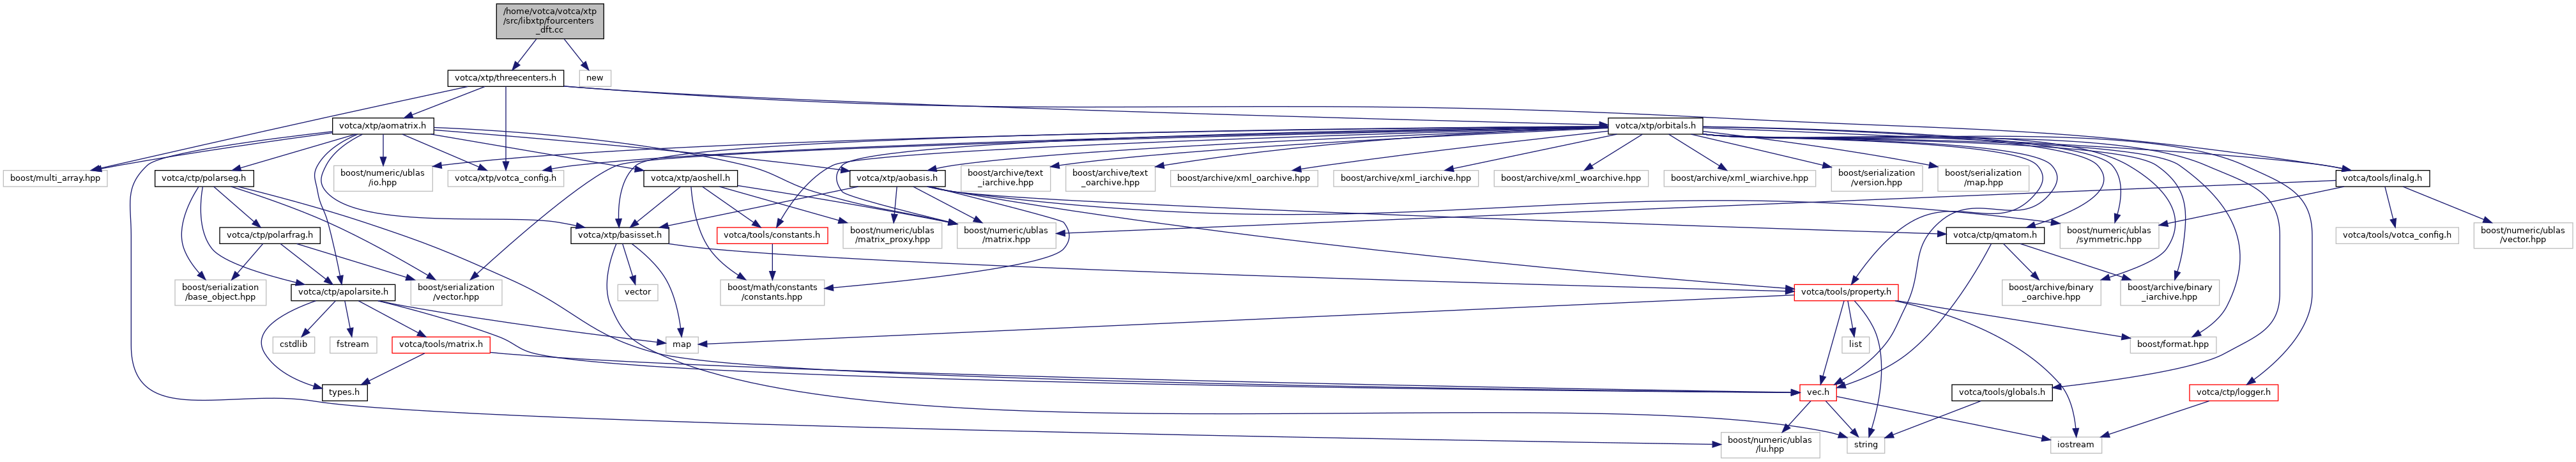 /home/votca/votca/xtp
/src/libxtp/fourcenters
_dft.cc
votca/xtp/threecenters.h
new
votca/xtp/aomatrix.h
votca/xtp/orbitals.h
boost/multi_array.hpp
votca/ctp/polarseg.h
boost/numeric/ublas
/io.hpp
votca/xtp/votca_config.h
votca/xtp/aoshell.h
votca/xtp/aobasis.h
boost/archive/text
_iarchive.hpp
boost/archive/text
_oarchive.hpp
boost/archive/xml_oarchive.hpp
boost/archive/xml_iarchive.hpp
boost/archive/xml_woarchive.hpp
boost/archive/xml_wiarchive.hpp
boost/serialization
/version.hpp
boost/serialization
/map.hpp
votca/tools/linalg.h
votca/ctp/polarfrag.h
votca/xtp/basisset.h
votca/tools/constants.h
boost/numeric/ublas
/matrix_proxy.hpp
boost/numeric/ublas
/matrix.hpp
votca/ctp/qmatom.h
boost/numeric/ublas
/symmetric.hpp
votca/tools/votca_config.h
boost/numeric/ublas
/vector.hpp
boost/serialization
/base_object.hpp
votca/ctp/apolarsite.h
boost/serialization
/vector.hpp
vector
boost/math/constants
/constants.hpp
votca/tools/property.h
boost/archive/binary
_oarchive.hpp
boost/archive/binary
_iarchive.hpp
cstdlib
fstream
votca/tools/matrix.h
map
list
boost/format.hpp
types.h
vec.h
votca/tools/globals.h
votca/ctp/logger.h
boost/numeric/ublas
/lu.hpp
string
iostream